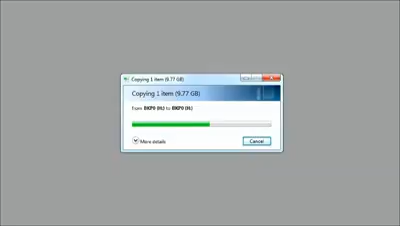 Copying 1 item (9.77 GB)
Copying 1 item (9.77 GB)
from BKP0 (H:) to BKP0 (H:)
More details
Cancel